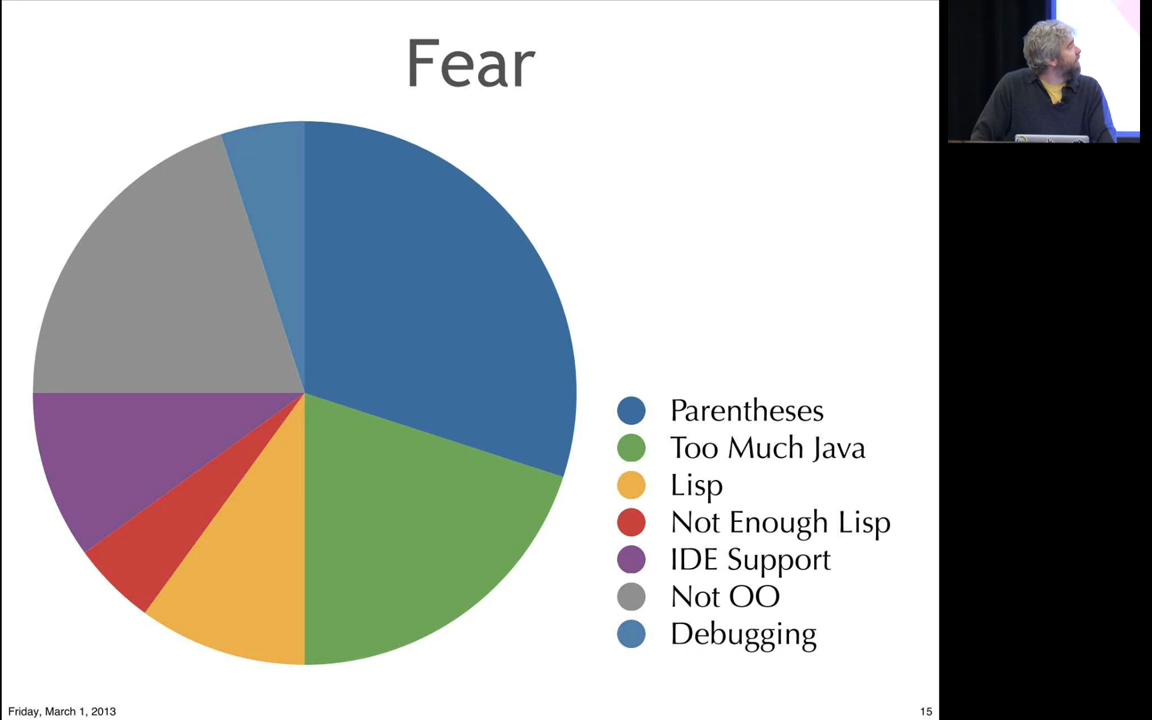 Fear
Parentheses
Too Much Java
Lisp
Not Enough Lisp
IDE Support
Not OO
Debugging
Friday, March 1, 2013
15